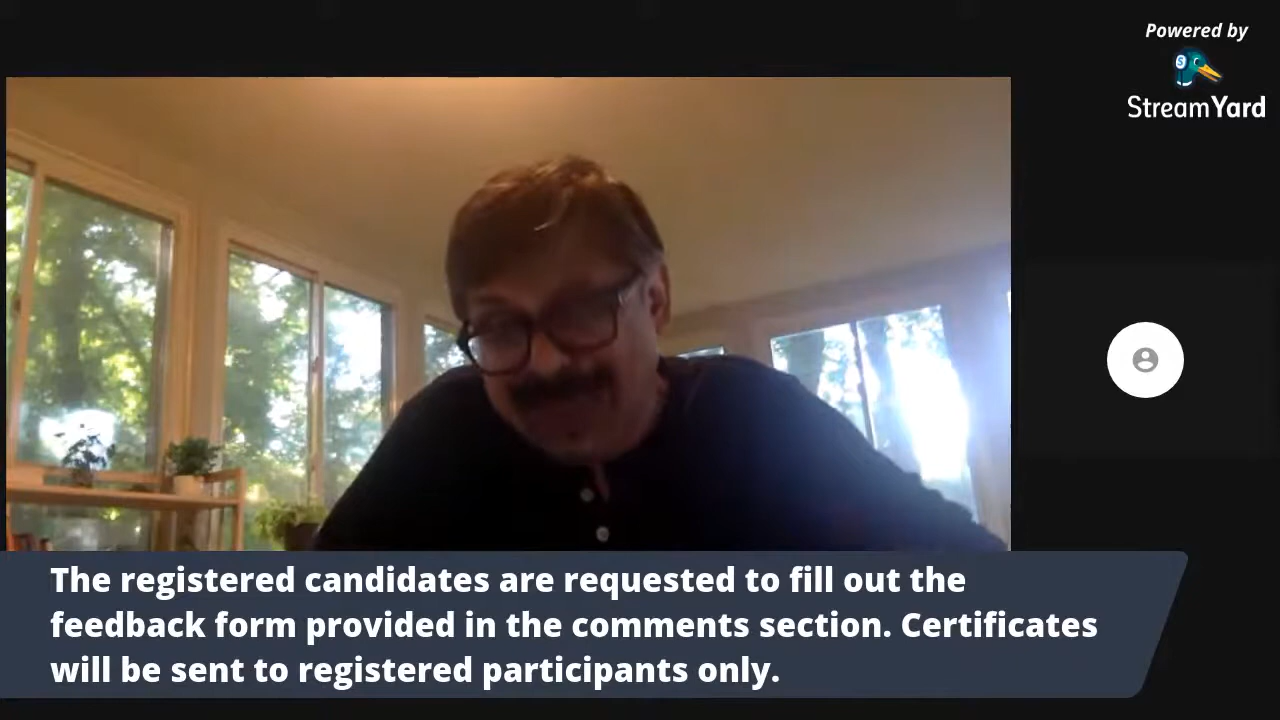 Powered by
StreamYard
The registered candidates are requested to fill out the
feedback form provided in the comments section. Certificates
will be sent to registered participants only.